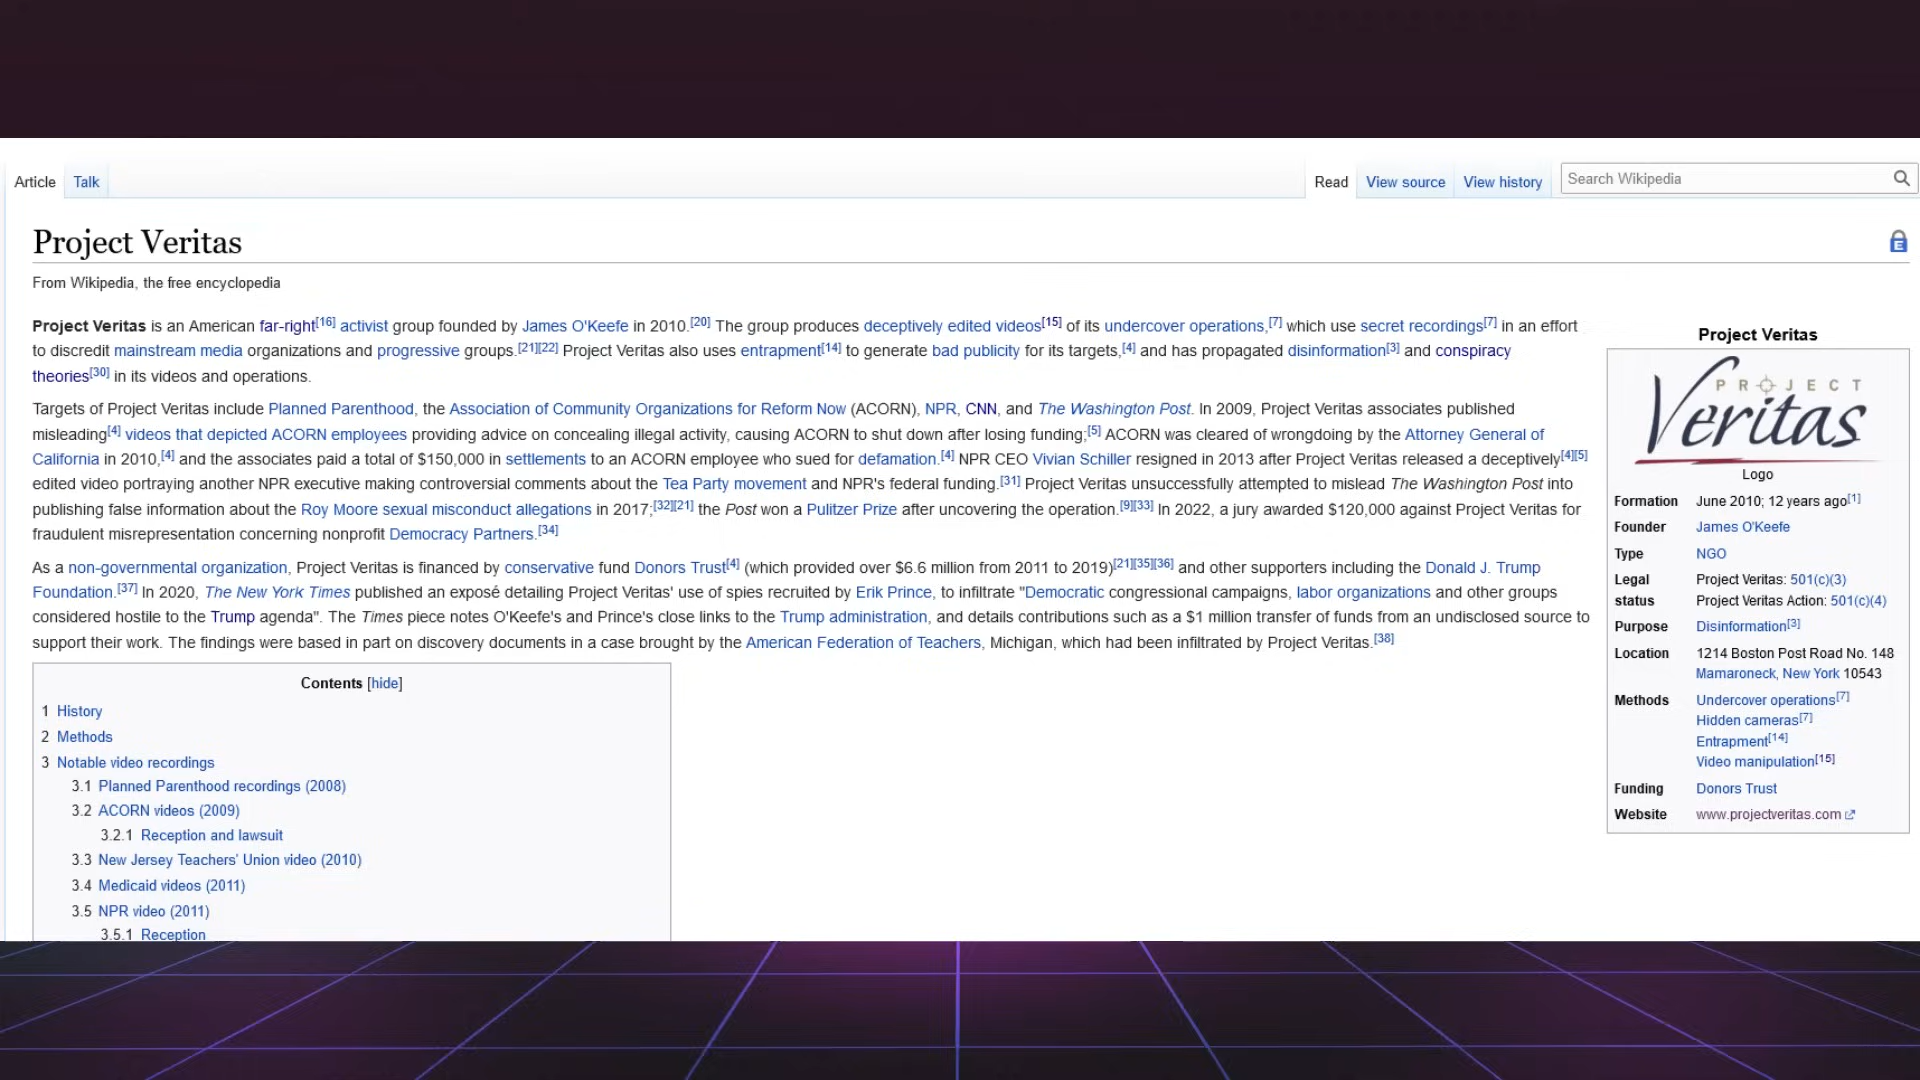 Article Talk Read View source View history Search Wikipedia
Project Veritas
From Wikipedia, the free encyclopedia
Project Veritas is an American far-right[16] activist group founded by James O'Keefe in 2010.[20] The group produces deceptively edited videos[15] of its undercover operations,[7] which use secret recordings[7] in an effort
to discredit mainstream media organizations and progressive groups.[21][22] Project Veritas also uses entrapment[14] to generate bad publicity for its targets,[4] and has propagated disinformation[3] and conspiracy
theories[30] in its videos and operations.
Targets of Project Veritas include Planned Parenthood, the Association of Community Organizations for Reform Now (ACORN), NPR, CNN, and The Washington Post. In 2009, Project Veritas associates published
misleading[4] videos that depicted ACORN employees providing advice on concealing illegal activity, causing ACORN to shut down after losing funding;[5] ACORN was cleared of wrongdoing by the Attorney General of
California in 2010,[4] and the associates paid a total of $150,000 in settlements to an ACORN employee who sued for defamation.[4] NPR CEO Vivian Schiller resigned in 2013 after Project Veritas released a deceptively[4][5]
edited video portraying another NPR executive making controversial comments about the Tea Party movement and NPR's federal funding.[31] Project Veritas unsuccessfully attempted to mislead The Washington Post into
publishing false information about the Roy Moore sexual misconduct allegations in 2017;[32][21] the Post won a Pulitzer Prize after uncovering the operation.[9][33] In 2022, a jury awarded $120,000 against Project Veritas for
fraudulent misrepresentation concerning nonprofit Democracy Partners.[34]
As a non-governmental organization, Project Veritas is financed by conservative fund Donors Trust[4] (which provided over $6.6 million from 2011 to 2019)[21][35][36] and other supporters including the Donald J. Trump
Foundation.[37] In 2020, The New York Times published an exposé detailing Project Veritas' use of spies recruited by Erik Prince, to infiltrate "Democratic congressional campaigns, labor organizations and other groups
considered hostile to the Trump agenda". The Times piece notes O'Keefe's and Prince's close links to the Trump administration, and details contributions such as a $1 million transfer of funds from an undisclosed source to
support their work. The findings were based in part on discovery documents in a case brought by the American Federation of Teachers, Michigan, which had been infiltrated by Project Veritas.[38]
Contents [hide]
1 History
2 Methods
3 Notable video recordings
3.1 Planned Parenthood recordings (2008)
3.2 ACORN videos (2009)
3.2.1 Reception and lawsuit
3.3 New Jersey Teachers' Union video (2010)
3.4 Medicaid videos (2011)
3.5 NPR video (2011)
3.5.1 Reception
Project Veritas
PROJECT
Veritas
Logo
Formation June 2010; 12 years ago[1]
Founder James O'Keefe
Type NGO
Legal Project Veritas: 501(c)(3)
status Project Veritas Action: 501(c)(4)
Purpose Disinformation[3]
Location 1214 Boston Post Road No. 148
Mamaroneck, New York 10543
Methods Undercover operations[7]
Hidden cameras[7]
Entrapment[14]
Video manipulation[15]
Funding Donors Trust
Website www.projectveritas.com